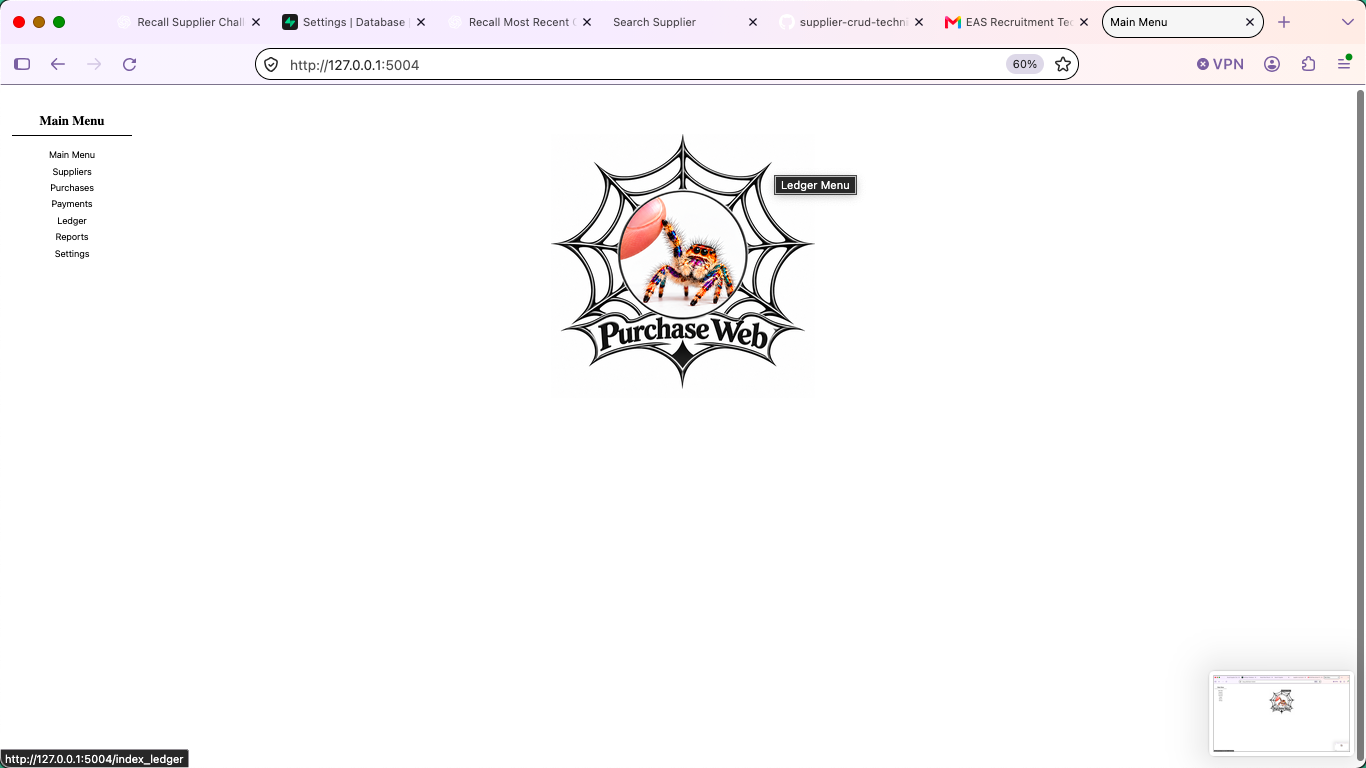 Recall Supplier Chall
Settings | Database
Recall Most Recent
Search Supplier
supplier-crud-techni
EAS Recruitment Tec
Main Menu
http://127.0.0.1:5004
60%
VPN
Main Menu
Main Menu
Suppliers
Purchases
Payments
Ledger
Reports
Settings
Ledger Menu
Purchase Web
http://127.0.0.1:5004/index_ledger